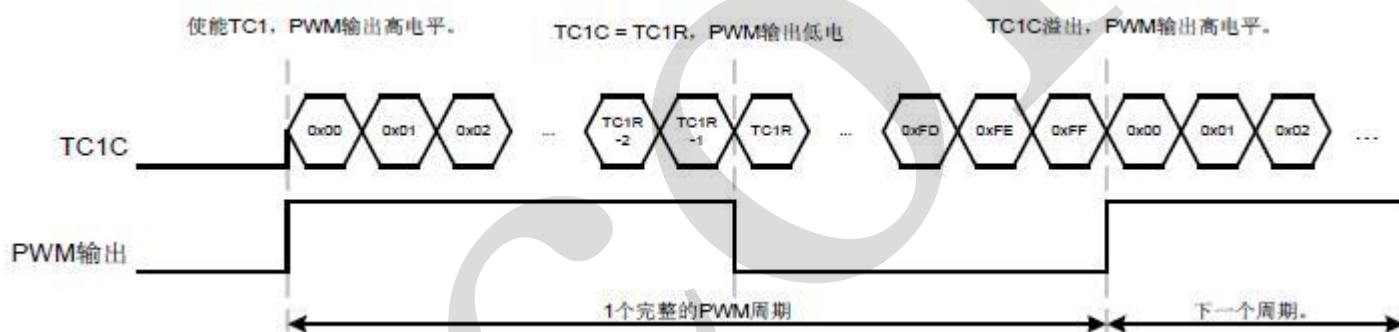 使能TC1，PWM输出高电平。
TC1C = TC1R，PWM输出低电
TC1C溢出，PWM输出高电平。
TC1C
0x00 0x01 0x02 ... TC1R-2 TC1R-1 TC1R ... 0xFD 0xFE 0xFF 0x00 0x01 0x02 ...
PWM输出
1个完整的PWM周期
下一个周期。